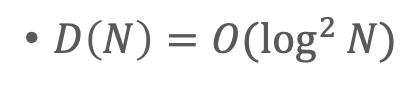 • D(N) = O(log² N)